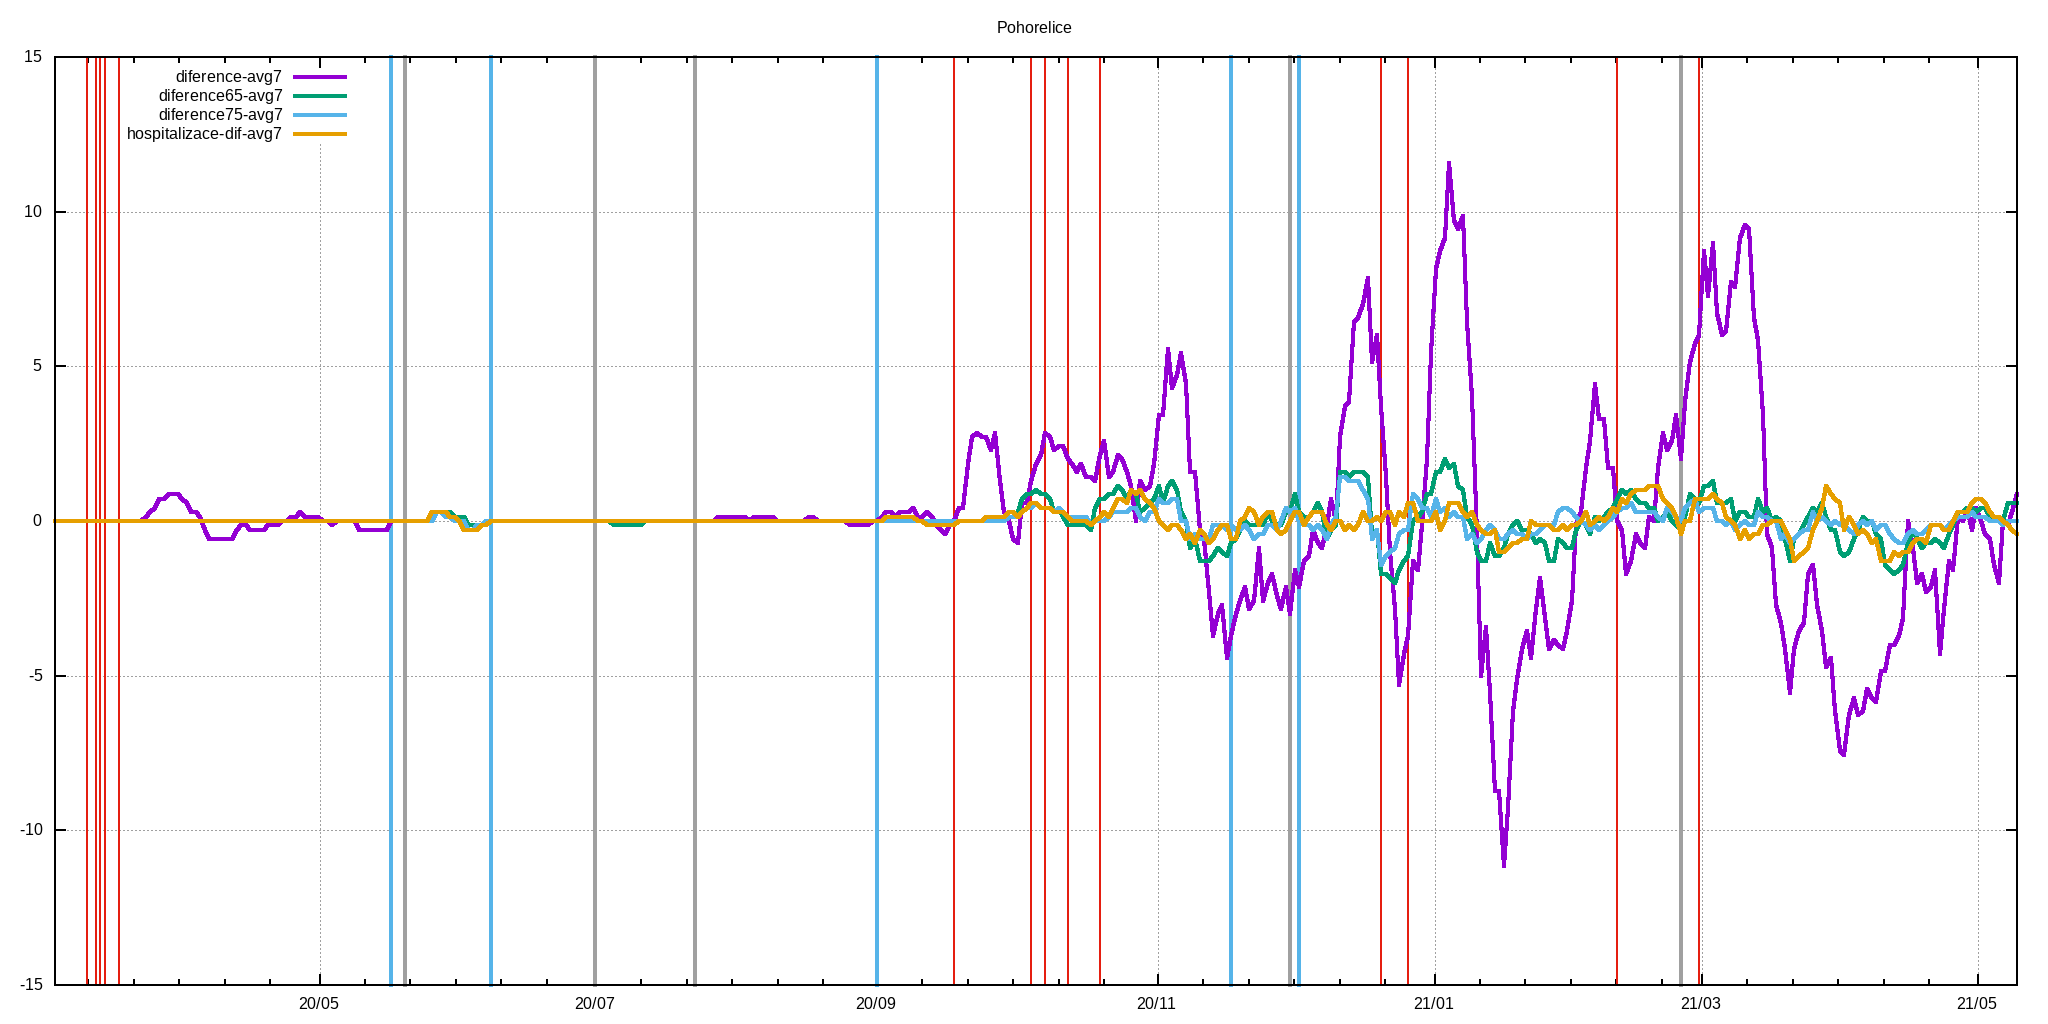 Pohorelice
15
diference-avg7
diference65-avg7
diference75-avg7
hospitalizace-dif-avg7
10
5
0
-5
-10
-15
20/05
20/07
20/09
20/11
21/01
21/03
21/05